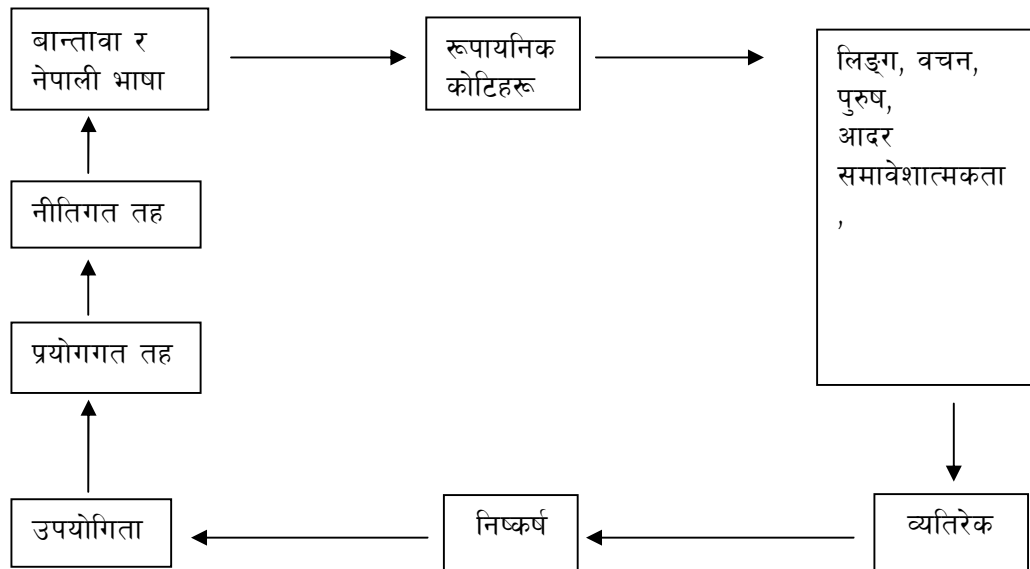 बान्तावा र
नेपाली भाषा
रूपायनिक
कोटिहरू
लिङ्ग, वचन,
पुरुष,
आदर
समावेशात्मकता
,
नीतिगत तह
प्रयोगगत तह
उपयोगिता
निष्कर्ष
व्यतिरेक